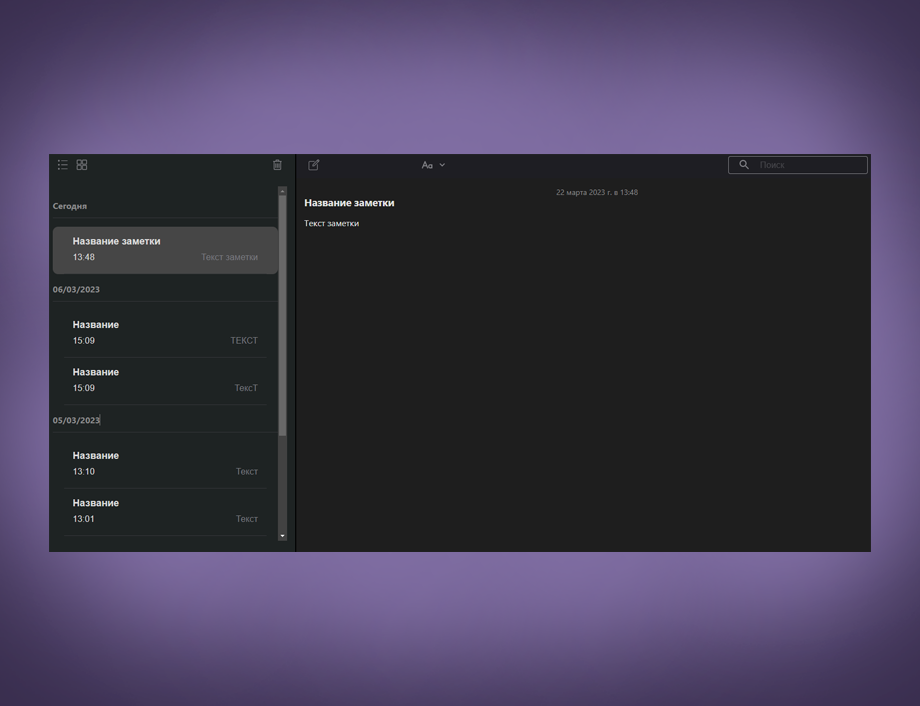 Aa
Поиск
Сегодня
Название заметки
13:48 Текст заметки
06/03/2023
Название
15:09 ТЕКСТ
Название
15:09 ТексТ
05/03/2023
Название
13:10 Текст
Название
13:01 Текст
22 марта 2023 г. в 13:48
Название заметки
Текст заметки